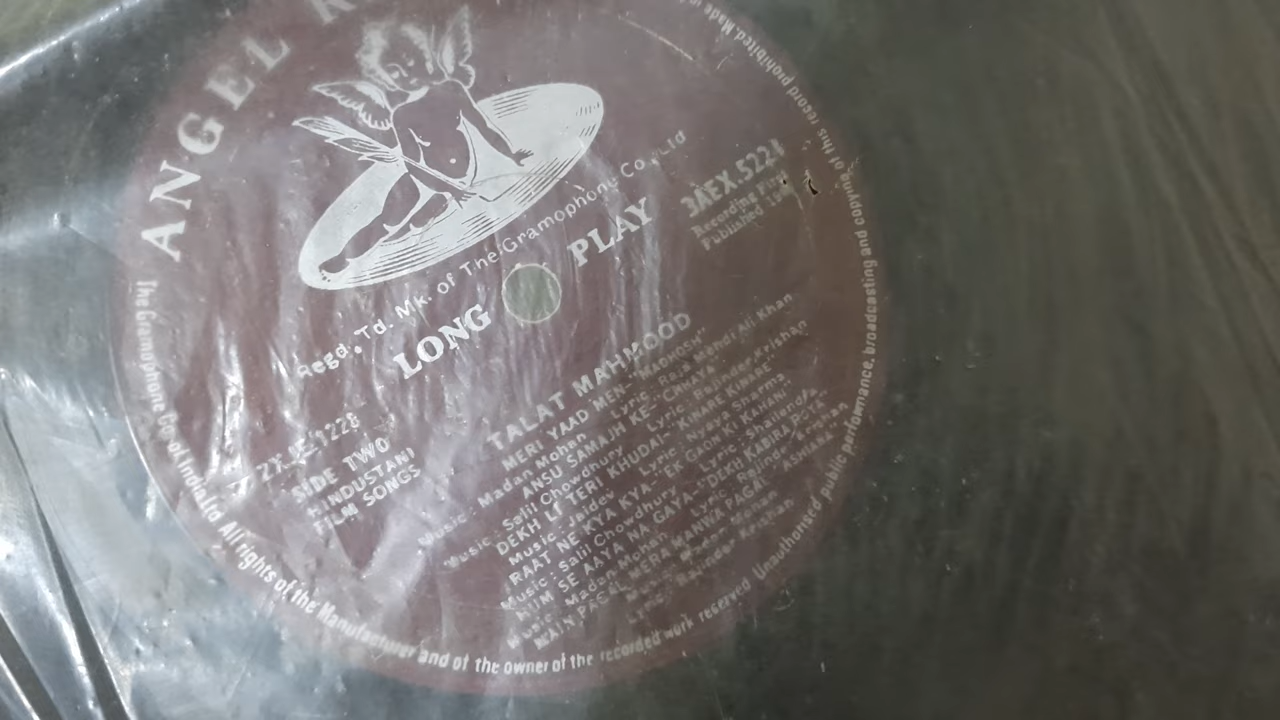 ANGEL
Regd. Td. Mk. of The Gramophone Co. Ltd
LONG PLAY
3AEX.522
Recording First
Published
SIDE TWO
HINDUSTANI
FILM SONGS
TALAT MAHMOOD
MERI YAAD MEN-"MADHOSH"
Music: Madan Mohan Lyric: Raja Mehdi Ali Khan
ANSU SAMAJH KE-"CHHAYA"
Music: Salil Chowdhury Lyric: Rajinder Krishan
DEKH LI TERI KHUDAI-"KINARE KINARE"
Music: Jaidev Lyric: Nyaya Sharma
RAAT NE KYA KYA-"EK GAON KI KAHANI"
Music: Salil Chowdhury Lyric: Shailendra
HUM SE AAYA NA GAYA-"DEKH KABIRA ROYA"
Music: Madan Mohan Lyric: Rajinder Krishan
MAIN PAGAL MERA MANWA PAGAL "ASHIANA"
Music: Madan Mohan
Lyric: Rajinder Krishan
The Gramophone Co. of India Ltd All rights of the Manufacturer and of the owner of the recorded work reserved Unauthorised public performance, broadcasting and copying of this record prohibited. Made in